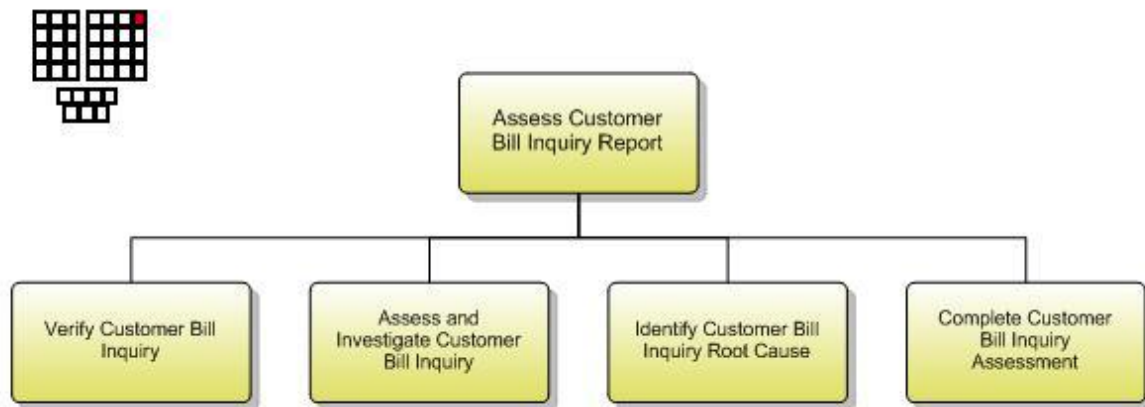 Assess Customer
Bill Inquiry Report
Verify Customer Bill
Inquiry
Assess and
Investigate Customer
Bill Inquiry
Identify Customer Bill
Inquiry Root Cause
Complete Customer
Bill Inquiry
Assessment